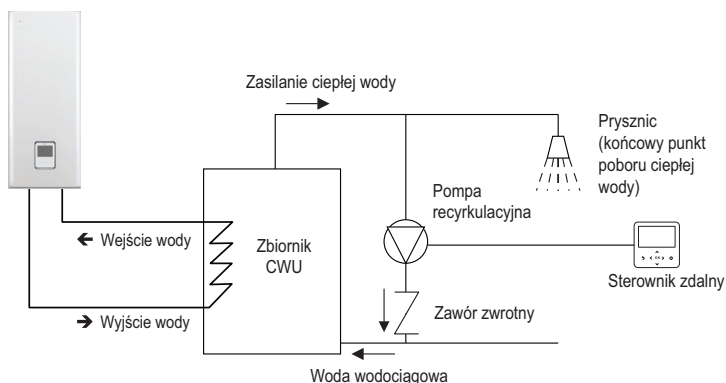 Zasilanie ciepłej wody
Prysznic
(końcowy punkt
poboru ciepłej
wody)
Pompa
recyrkulacyjna
← Wejście wody
Zbiornik
CWU
Sterownik zdalny
→ Wyjście wody
Zawór zwrotny
Woda wodociągowa